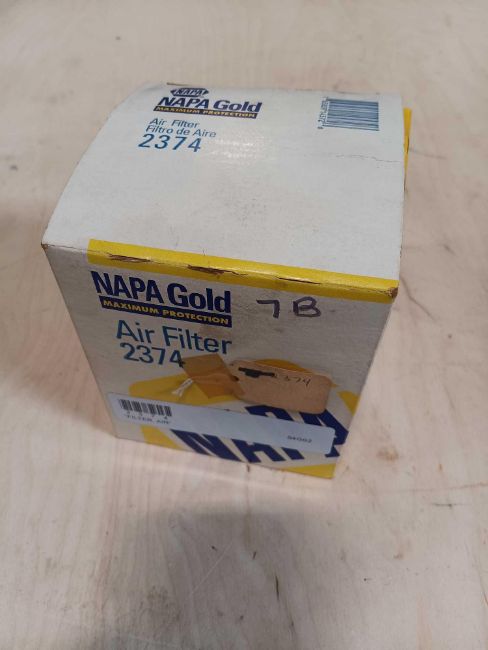 NAPA
NAPA Gold
MAXIMUM PROTECTION
Air Filter
Filtro de Aire
2374
NAPA Gold
MAXIMUM PROTECTION
7B
Air Filter
2374
FILTER, AIR
NAPA